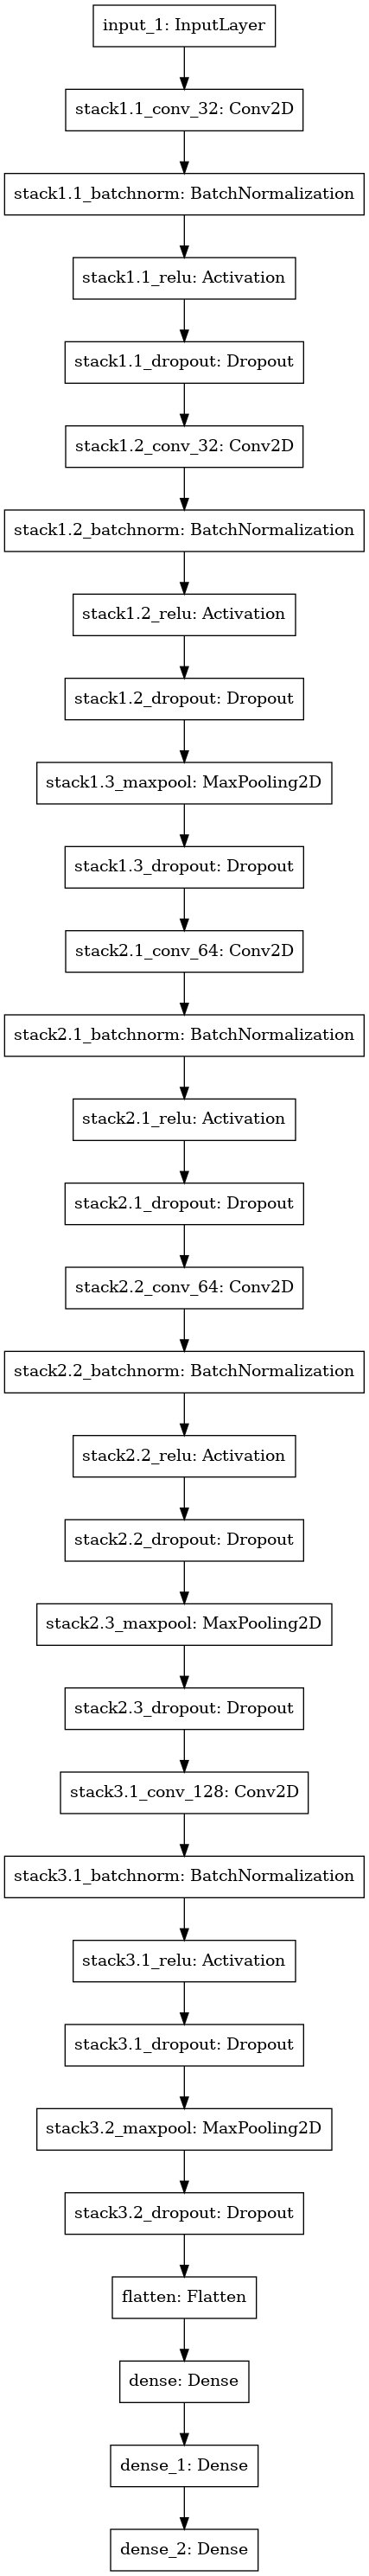 input_1: InputLayer
stack1.1_conv_32: Conv2D
stack1.1_batchnorm: BatchNormalization
stack1.1_relu: Activation
stack1.1_dropout: Dropout
stack1.2_conv_32: Conv2D
stack1.2_batchnorm: BatchNormalization
stack1.2_relu: Activation
stack1.2_dropout: Dropout
stack1.3_maxpool: MaxPooling2D
stack1.3_dropout: Dropout
stack2.1_conv_64: Conv2D
stack2.1_batchnorm: BatchNormalization
stack2.1_relu: Activation
stack2.1_dropout: Dropout
stack2.2_conv_64: Conv2D
stack2.2_batchnorm: BatchNormalization
stack2.2_relu: Activation
stack2.2_dropout: Dropout
stack2.3_maxpool: MaxPooling2D
stack2.3_dropout: Dropout
stack3.1_conv_128: Conv2D
stack3.1_batchnorm: BatchNormalization
stack3.1_relu: Activation
stack3.1_dropout: Dropout
stack3.2_maxpool: MaxPooling2D
stack3.2_dropout: Dropout
flatten: Flatten
dense: Dense
dense_1: Dense
dense_2: Dense